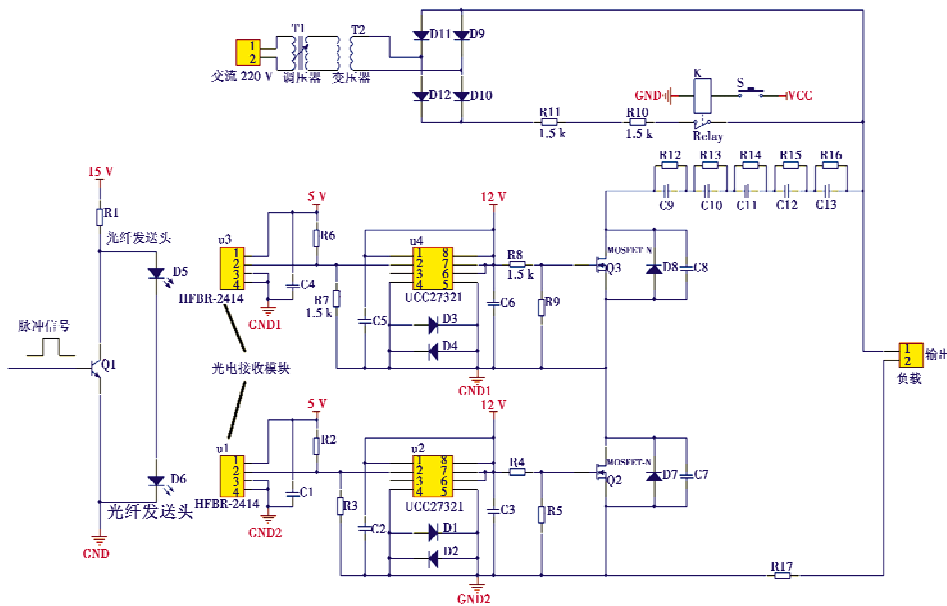 T1
T2
D11
D9
1
2
交流 220 V
调压器
变压器
D12
D10
K
S
GND
VCC
R11
R10
1.5 k
1.5 k
Relay
R12
R13
R14
R15
R16
C9
C10
C11
C12
C13
15 V
R1
光纤发送头
D5
5 V
12 V
u3
R6
u4
1
2
3
4
HFBR-2414
C4
R7
1.5 k
GND1
1
2
3
4
8
7
6
5
UCC27321
R8
1.5 k
C5
C6
R9
D3
D4
GND1
MOSFET-N
Q3
D8
C8
脉冲信号
Q1
光电接收模块
1
2
输出
负载
5 V
12 V
u1
R2
u2
1
2
3
4
HFBR-2414
C1
R3
GND2
1
2
3
4
8
7
6
5
UCC27321
R4
C2
C3
R5
D1
D2
GND2
MOSFET-N
Q2
D7
C7
D6
光纤发送头
GND
R17